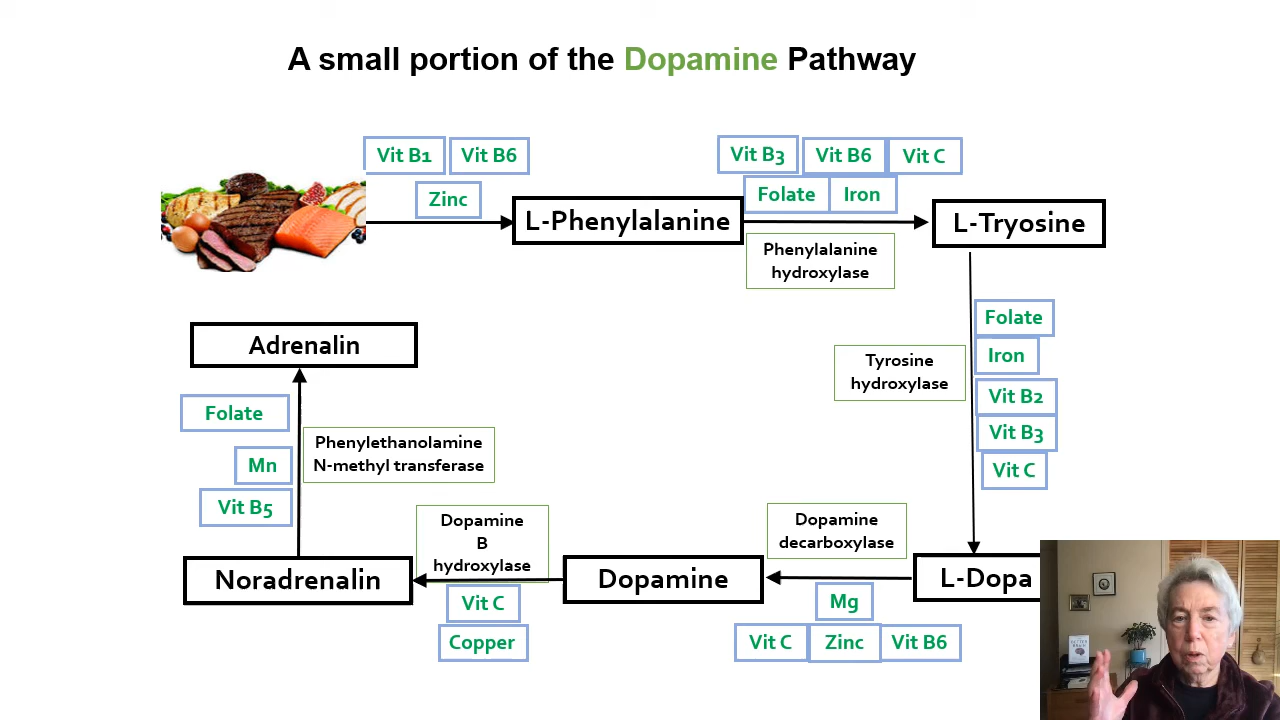 A small portion of the Dopamine Pathway
Vit B1
Vit B6
Zinc
L-Phenylalanine
Vit B3
Vit B6
Vit C
Folate
Iron
Phenylalanine
hydroxylase
L-Tryosine
Folate
Iron
Vit B2
Vit B3
Vit C
Tyrosine
hydroxylase
L-Dopa
Dopamine
decarboxylase
Mg
Vit C
Zinc
Vit B6
Dopamine
Dopamine
B
hydroxylase
Vit C
Copper
Noradrenalin
Phenylethanolamine
N-methyl transferase
Folate
Mn
Vit B5
Adrenalin
BETTER
BRAIN